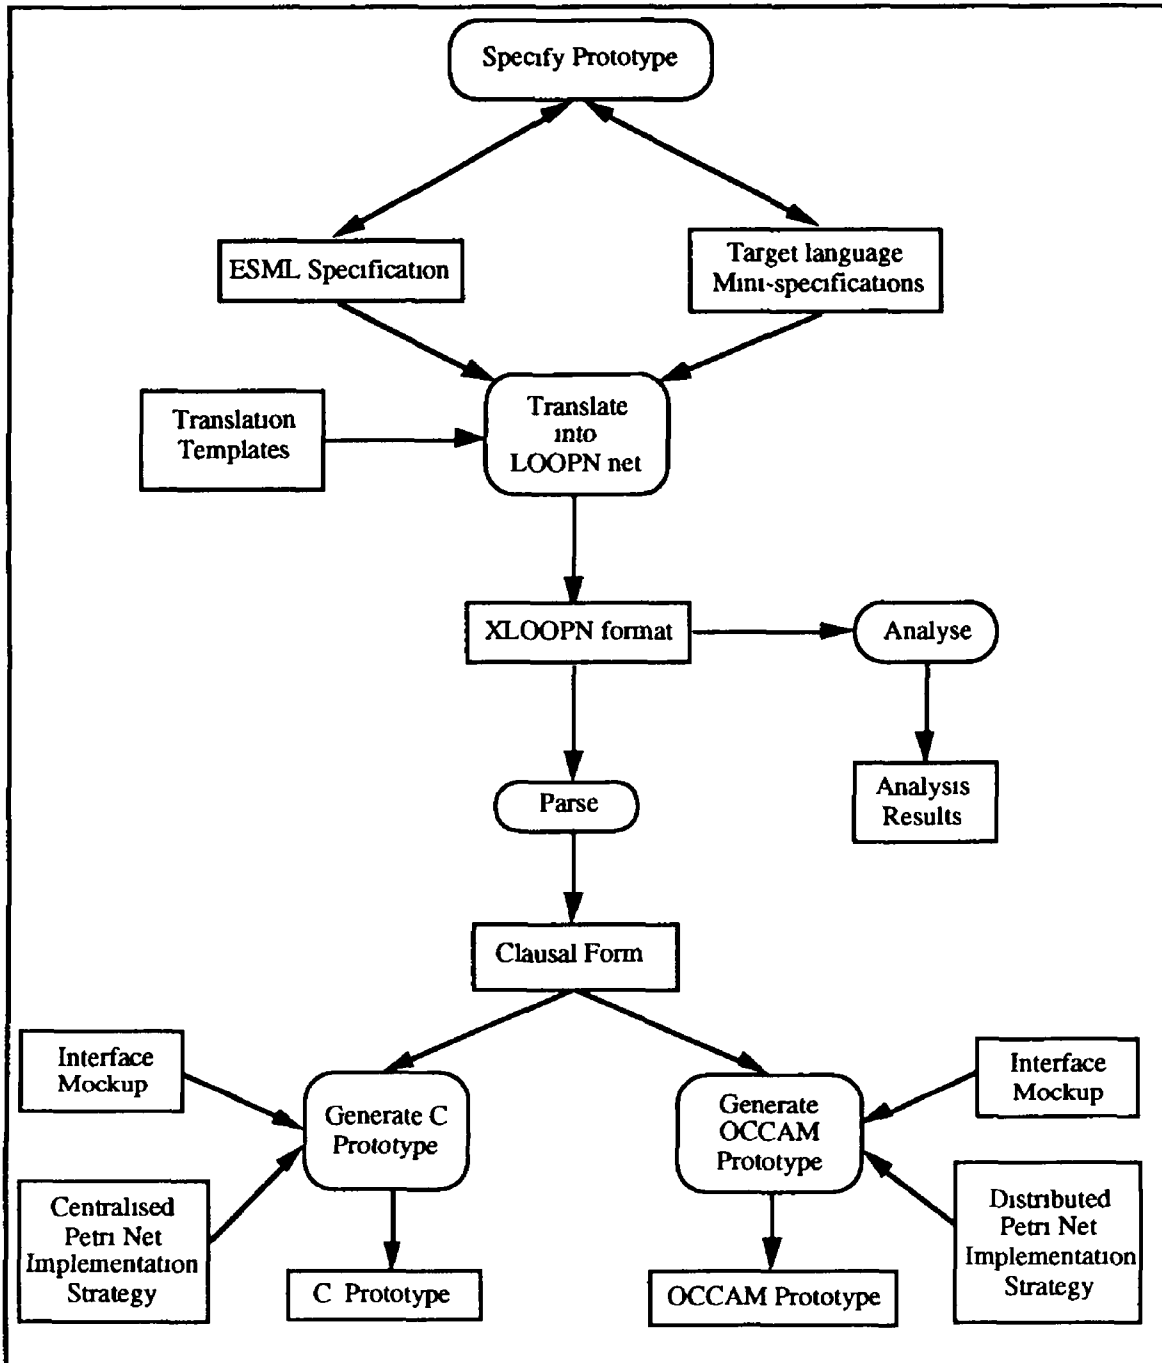 Specify Prototype
ESML Specification
Target language
Mini-specifications
Translation
Templates
Translate
into
LOOPN net
XLOOPN format
Analyse
Parse
Analysis
Results
Clausal Form
Interface
Mockup
Generate C
Prototype
Generate
OCCAM
Prototype
Interface
Mockup
Centralised
Petri Net
Implementation
Strategy
Distributed
Petri Net
Implementation
Strategy
C Prototype
OCCAM Prototype